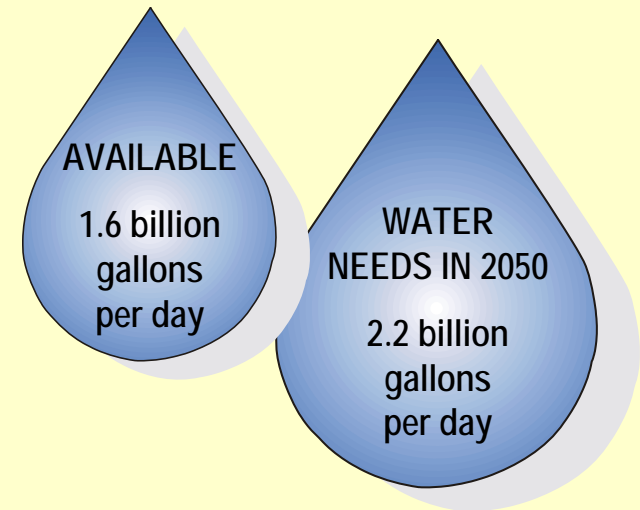 AVAILABLE
1.6 billion
gallons
per day
WATER
NEEDS IN 2050
2.2 billion
gallons
per day